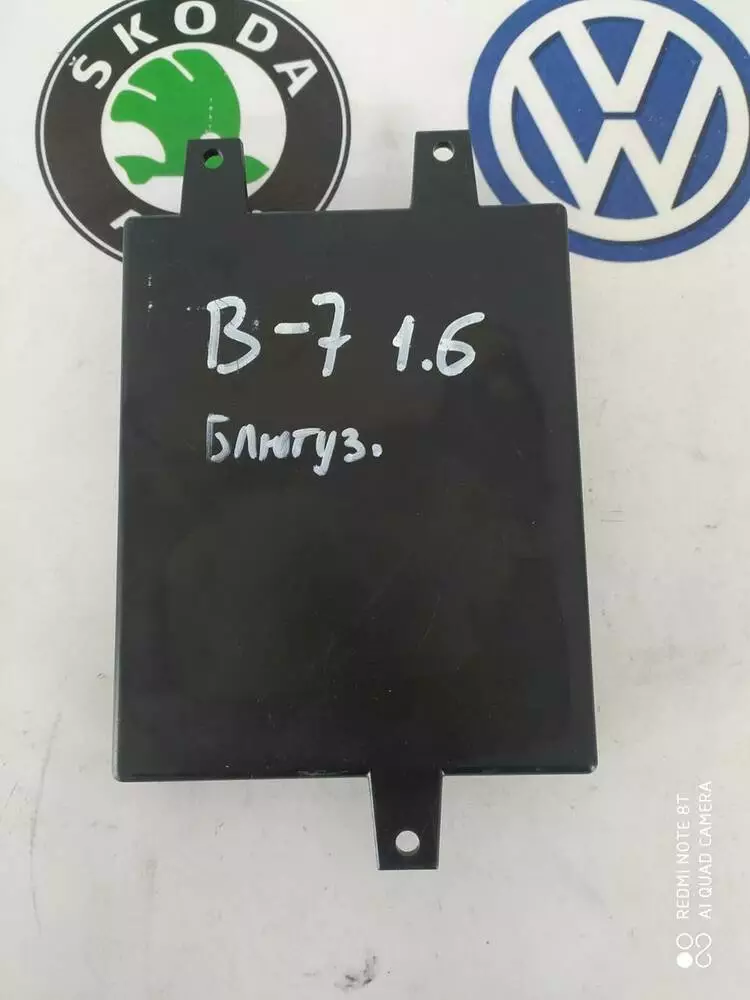 ŠKODA
B-7 1.6
Блютуз.
REDMI NOTE 8T
AI QUAD CAMERA